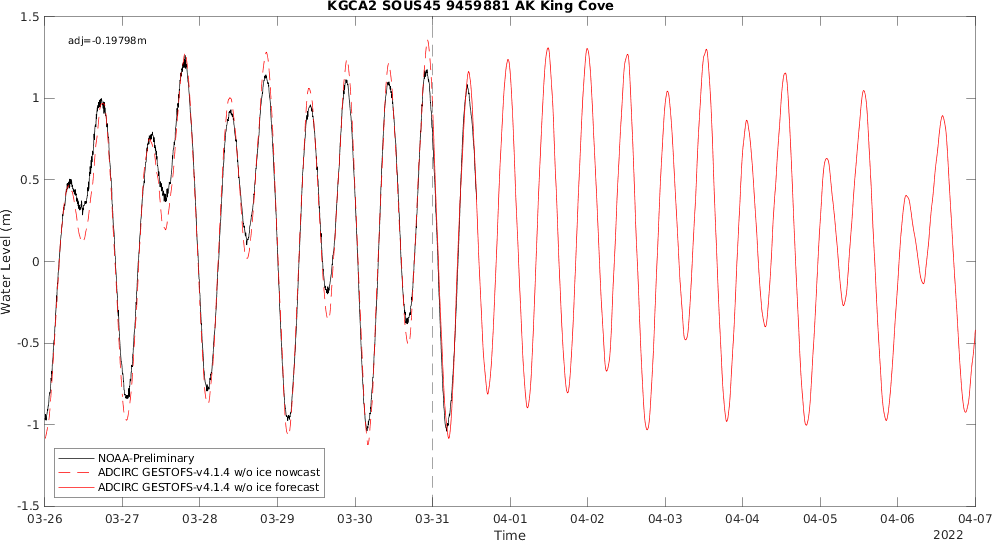 KGCA2 SOUS45 9459881 AK King Cove
adj=-0.19798m
1.5
1
0.5
0
-0.5
-1
-1.5
Water Level (m)
NOAA-Preliminary
ADCIRC GESTOFS-v4.1.4 w/o ice nowcast
ADCIRC GESTOFS-v4.1.4 w/o ice forecast
03-26 03-27 03-28 03-29 03-30 03-31 04-01 04-02 04-03 04-04 04-05 04-06 04-07
Time
2022